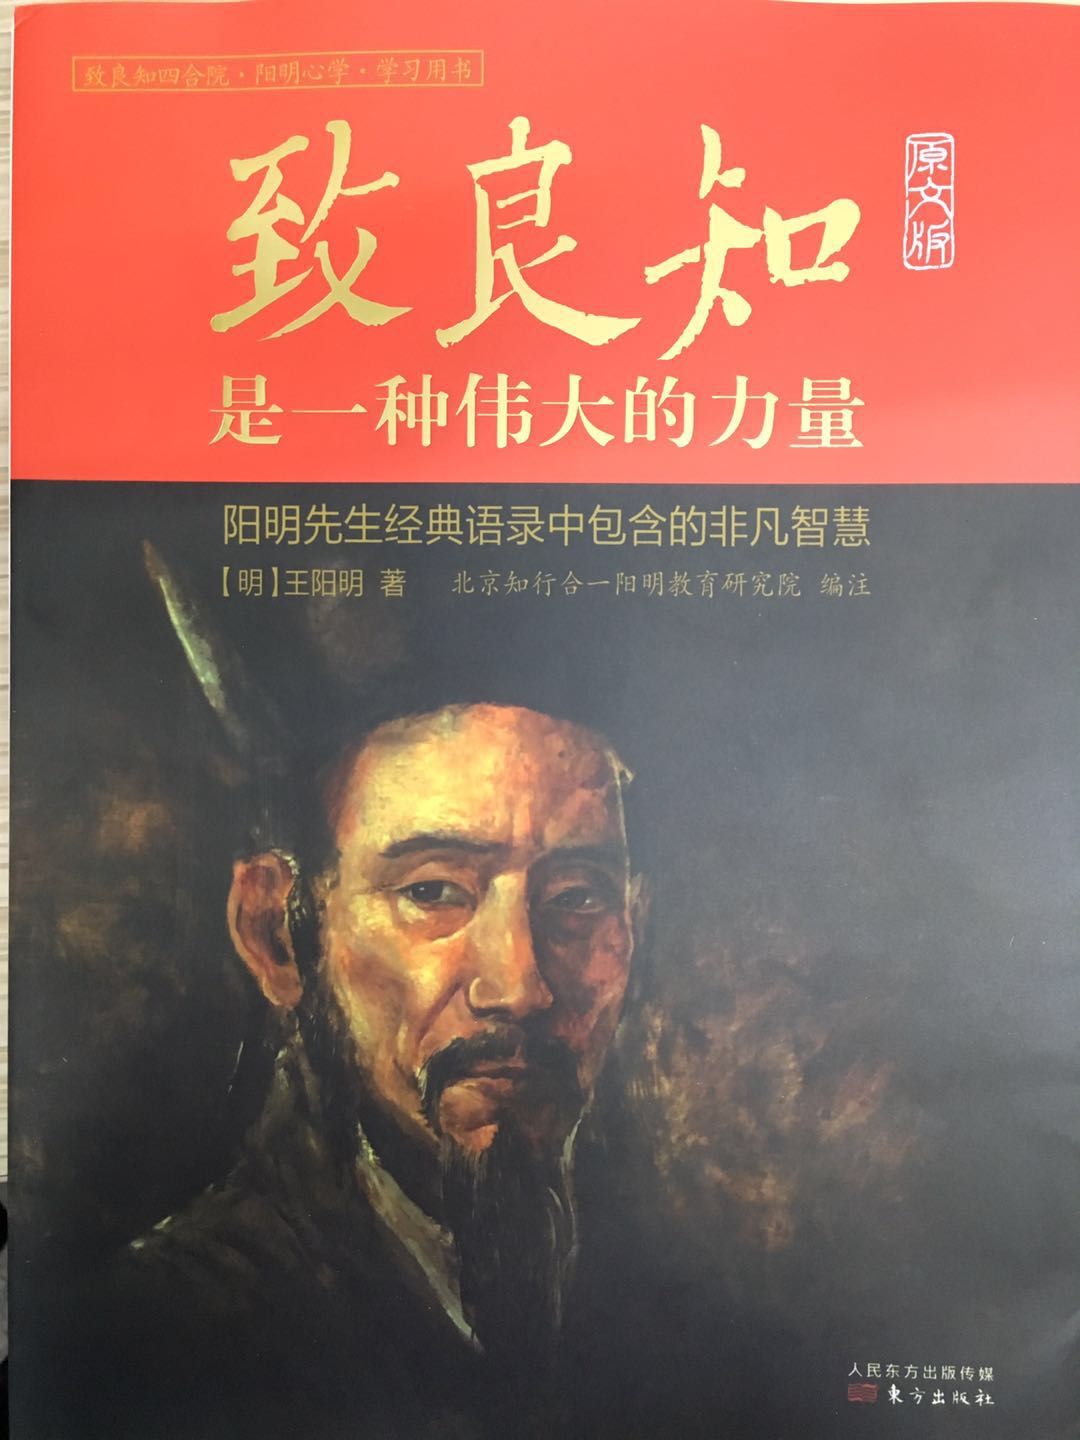 致良知四合院·阳明心学·学习用书
致良知
原文版
是一种伟大的力量
阳明先生经典语录中包含的非凡智慧
【明】王阳明 著 北京知行合一阳明教育研究院 编注
人民东方出版传媒
東方出版社